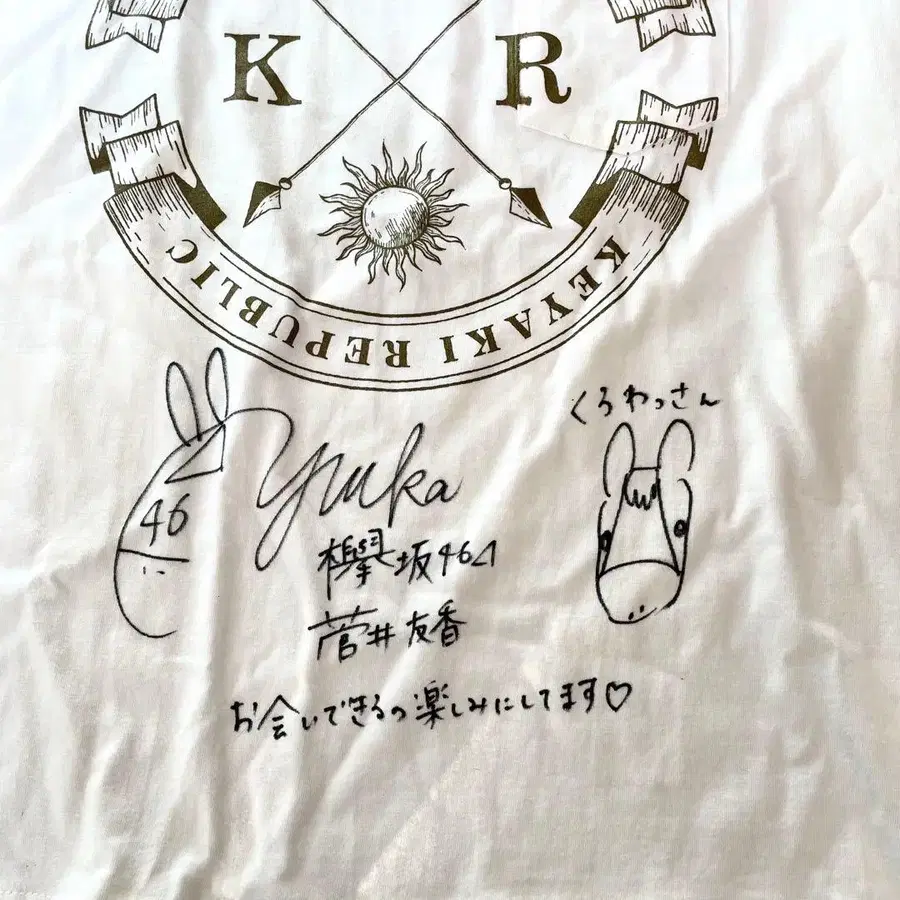 K R
KEYAKI REPUBLIC
くろわっさん
46
Yuuka
欅坂46
菅井友香
お会いできるの楽しみにしてます♡